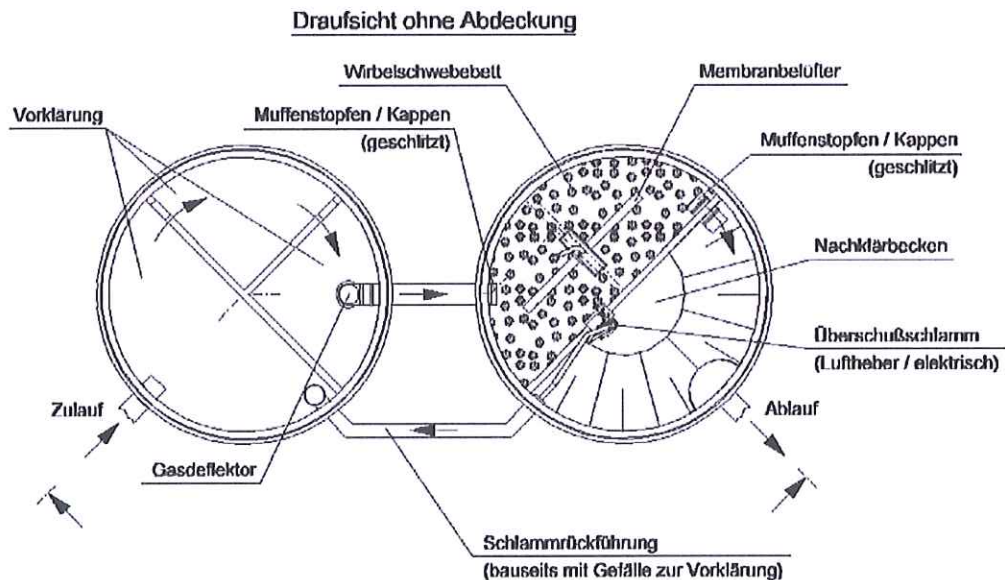 Draufsicht ohne Abdeckung
Wirbelschwebebett
Membranbelüfter
Vorklärung
Muffenstopfen / Kappen
(geschlitzt)
Muffenstopfen / Kappen
(geschlitzt)
Nachklärbecken
Überschußschlamm
(Luftheber / elektrisch)
Zulauf
Ablauf
Gasdeflektor
Schlammrückführung
(bauseits mit Gefälle zur Vorklärung)